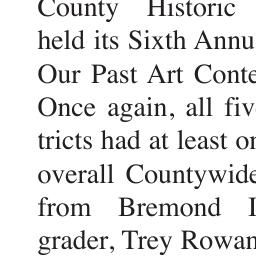 County Historic
held its Sixth Annu
Our Past Art Conte
Once again, all fiv
tricts had at least o
overall Countywide
from Bremond
grader, Trey Rowan